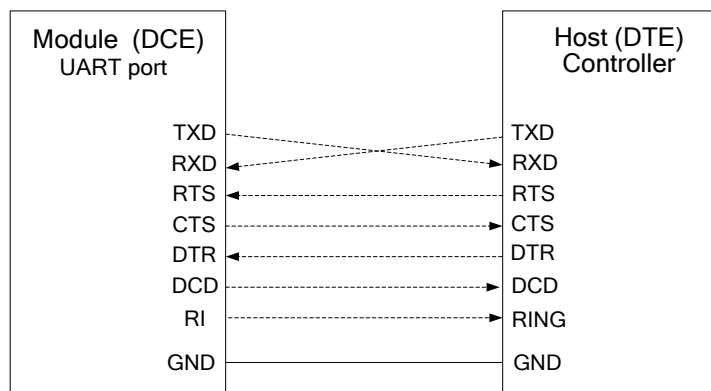 Module (DCE)
UART port
TXD
RXD
RTS
CTS
DTR
DCD
RI
GND
Host (DTE)
Controller
TXD
RXD
RTS
CTS
DTR
DCD
RING
GND